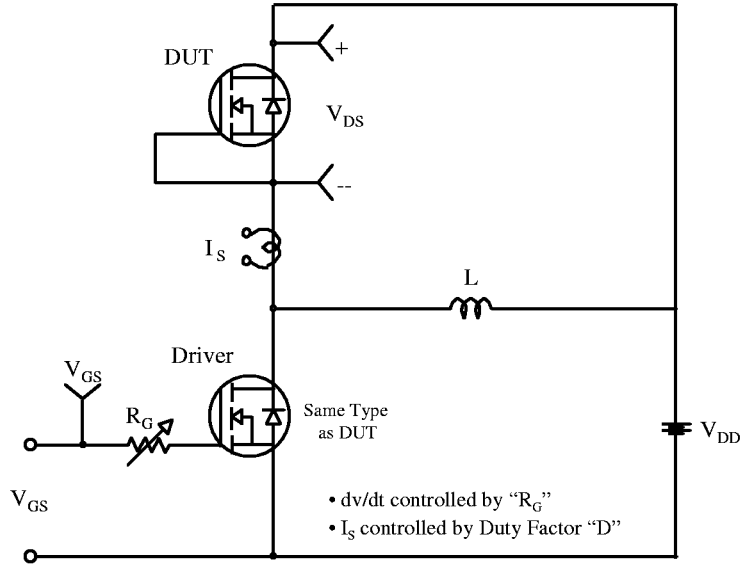 DUT
+
V_DS
--
I_S
L
Driver
V_GS
R_G
Same Type
as DUT
V_DD
V_GS
• dv/dt controlled by “R_G”
• I_S controlled by Duty Factor “D”